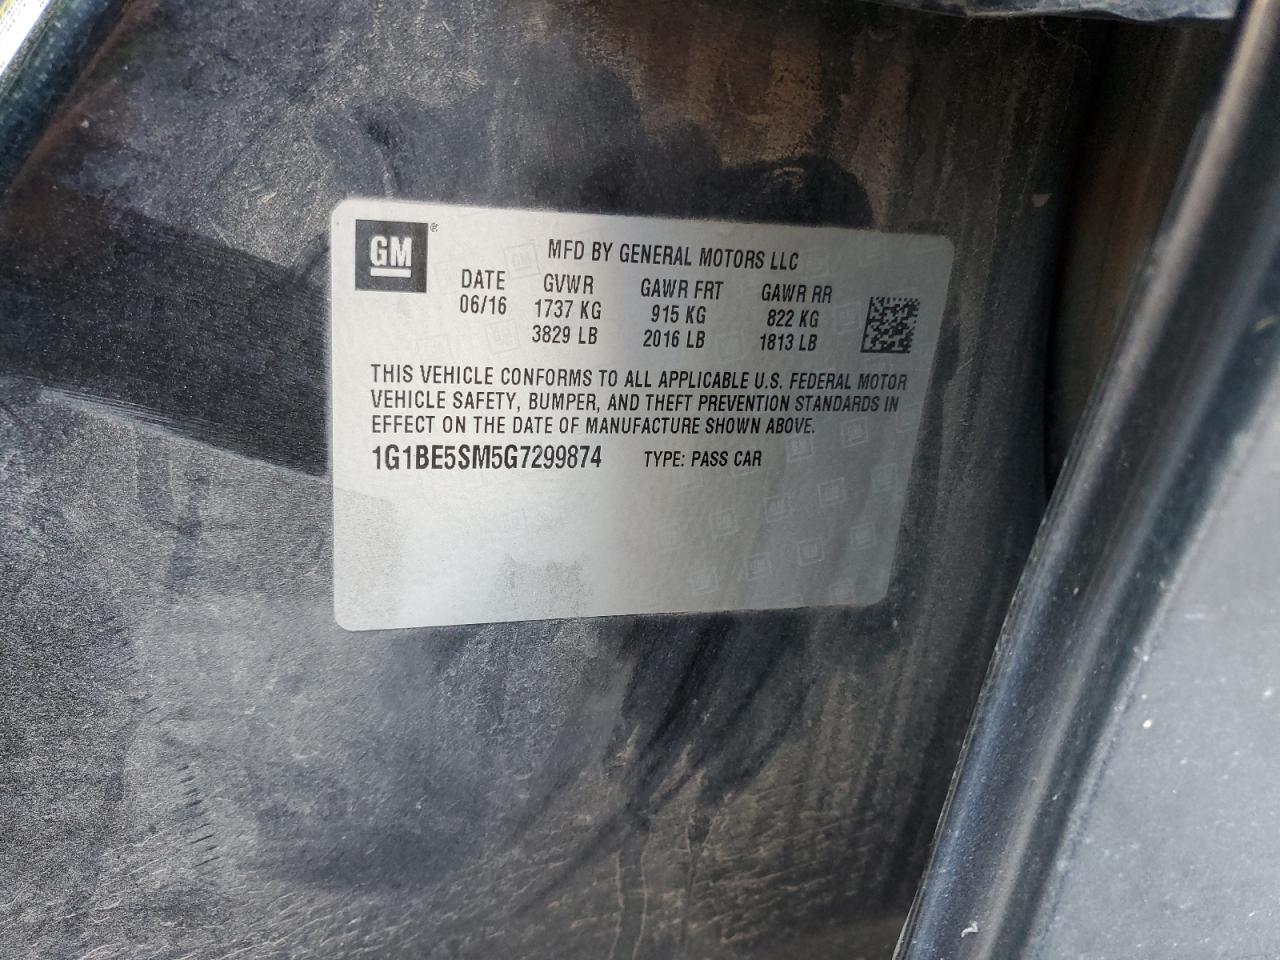 GM®
MFD BY GENERAL MOTORS LLC
DATE GVWR GAWR FRT GAWR RR
06/16 1737 KG 915 KG 822 KG
3829 LB 2016 LB 1813 LB
THIS VEHICLE CONFORMS TO ALL APPLICABLE U.S. FEDERAL MOTOR
VEHICLE SAFETY, BUMPER, AND THEFT PREVENTION STANDARDS IN
EFFECT ON THE DATE OF MANUFACTURE SHOWN ABOVE.
1G1BE5SM5G7299874 TYPE: PASS CAR